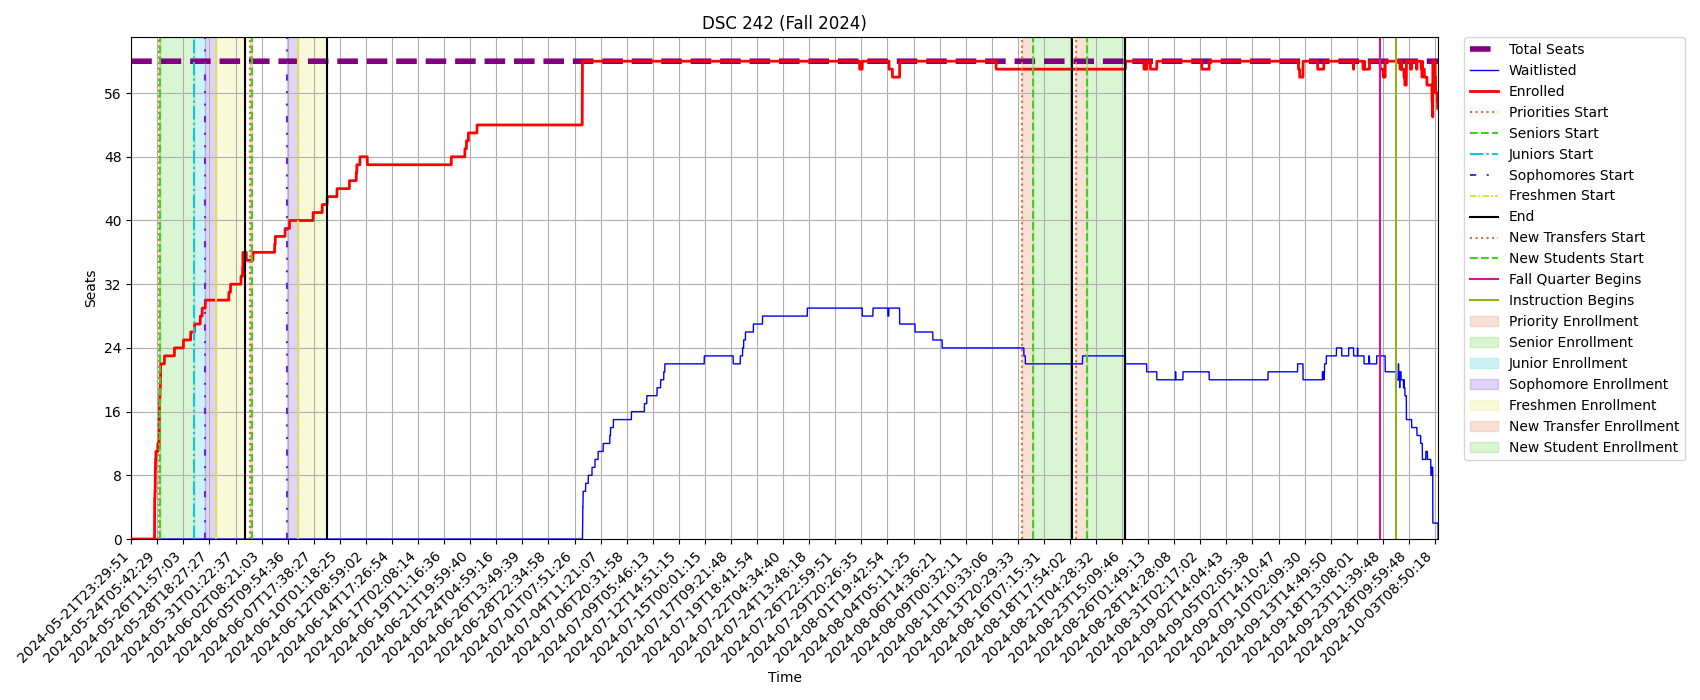 DSC 242 (Fall 2024)
Seats
56
48
40
32
24
16
8
0
2024-05-21T23:29:51
2024-05-24T05:42:29
2024-05-26T11:57:03
2024-05-28T18:27:27
2024-05-31T01:22:37
2024-06-02T08:21:03
2024-06-05T09:54:36
2024-06-07T17:38:27
2024-06-10T01:18:25
2024-06-12T08:59:02
2024-06-14T17:26:54
2024-06-17T02:08:14
2024-06-19T11:16:36
2024-06-21T19:59:40
2024-06-24T04:59:16
2024-06-26T13:49:39
2024-06-28T22:34:58
2024-07-01T07:51:26
2024-07-04T11:21:07
2024-07-06T20:31:58
2024-07-09T05:46:13
2024-07-12T14:51:15
2024-07-15T00:01:15
2024-07-17T09:21:48
2024-07-19T18:41:54
2024-07-22T04:34:40
2024-07-24T13:48:18
2024-07-26T22:59:51
2024-07-29T20:26:35
2024-08-01T19:42:54
2024-08-04T05:11:25
2024-08-06T14:36:21
2024-08-09T00:32:11
2024-08-11T10:33:06
2024-08-13T20:29:33
2024-08-16T07:15:31
2024-08-18T17:54:02
2024-08-21T04:28:32
2024-08-23T15:09:46
2024-08-26T01:49:13
2024-08-28T14:28:08
2024-08-31T02:17:02
2024-09-02T14:04:43
2024-09-05T02:05:38
2024-09-07T14:10:47
2024-09-10T02:09:30
2024-09-13T14:49:50
2024-09-18T13:08:01
2024-09-23T11:39:48
2024-09-28T09:59:48
2024-10-03T08:50:18
Time
Total Seats
Waitlisted
Enrolled
Priorities Start
Seniors Start
Juniors Start
Sophomores Start
Freshmen Start
End
New Transfers Start
New Students Start
Fall Quarter Begins
Instruction Begins
Priority Enrollment
Senior Enrollment
Junior Enrollment
Sophomore Enrollment
Freshmen Enrollment
New Transfer Enrollment
New Student Enrollment